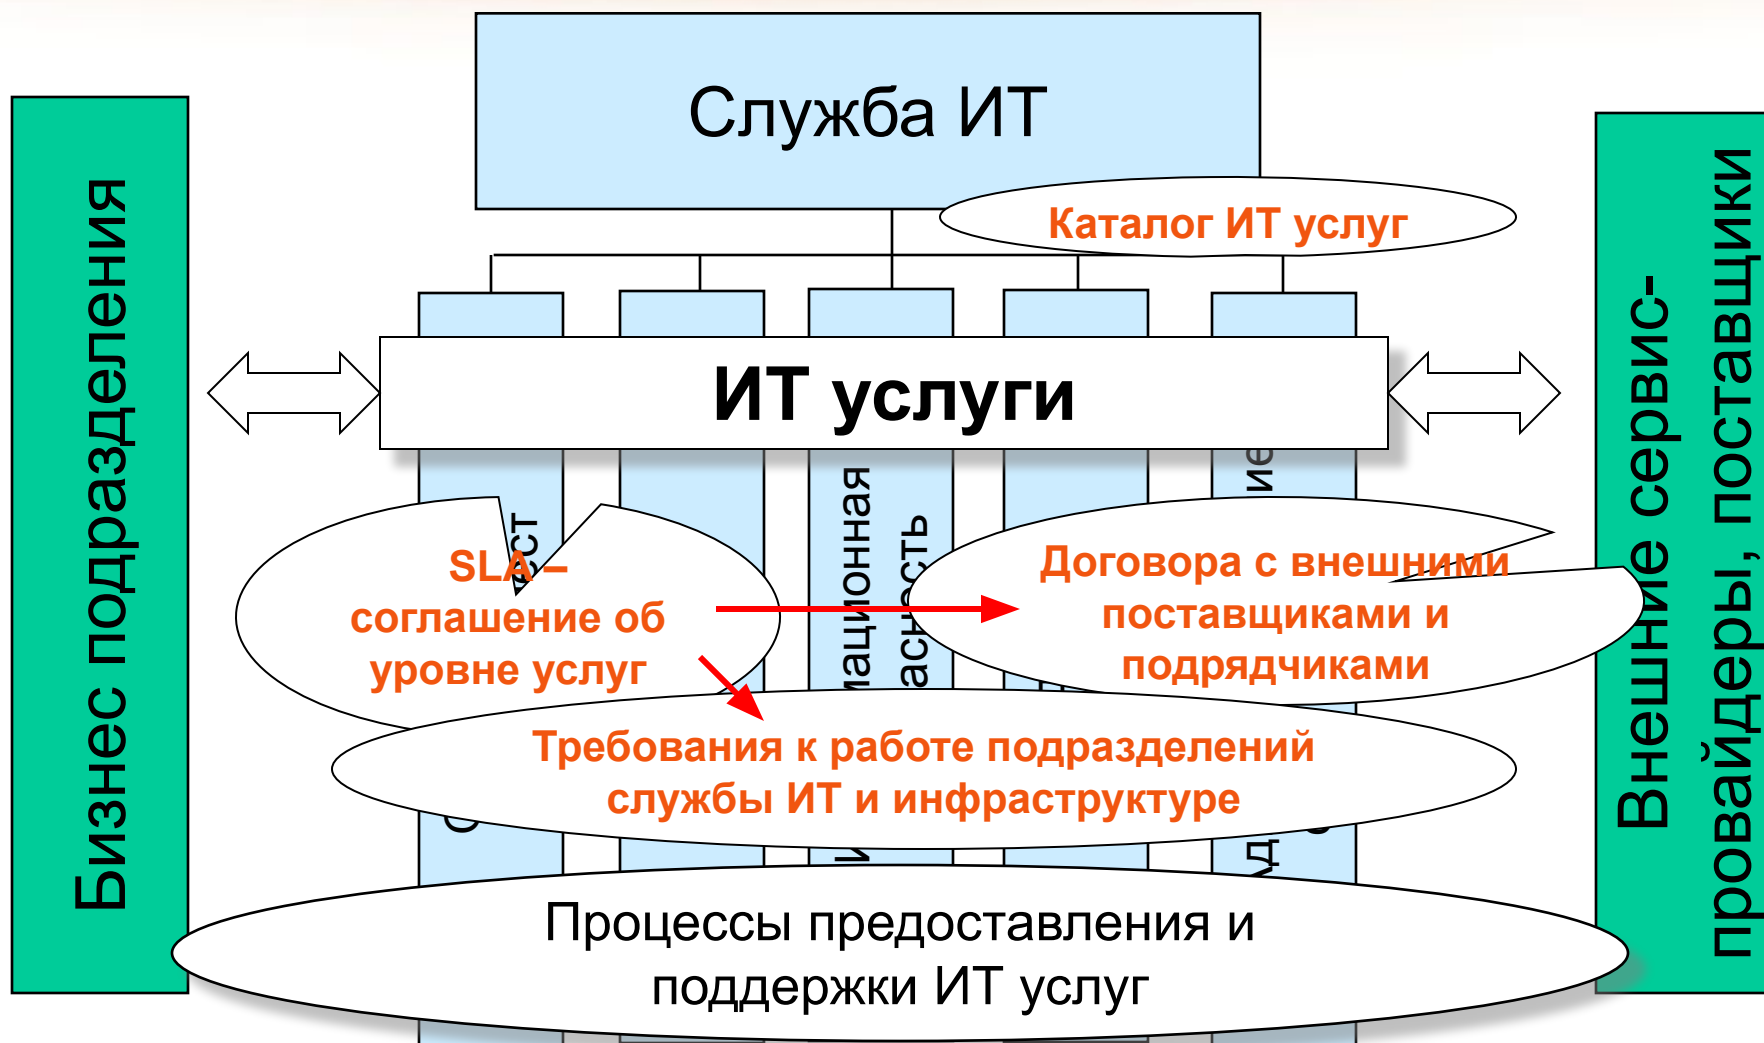 Служба ИТ
Каталог ИТ услуг
Бизнес подразделения
ИТ услуги
Внешние сервис-
провайдеры, поставщики
SLA –
соглашение об
уровне услуг
Договора с внешними
поставщиками и
подрядчиками
Требования к работе подразделений
службы ИТ и инфраструктуре
Процессы предоставления и
поддержки ИТ услуг